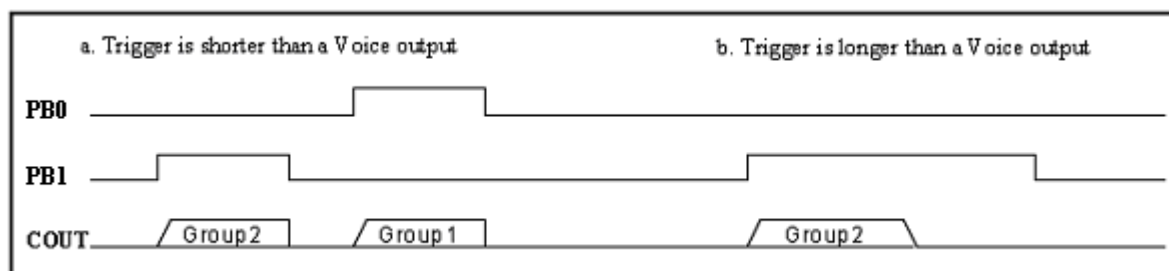 a. Trigger is shorter than a Voice output
b. Trigger is longer than a Voice output
PB0
PB1
COUT
Group2
Group1
Group2